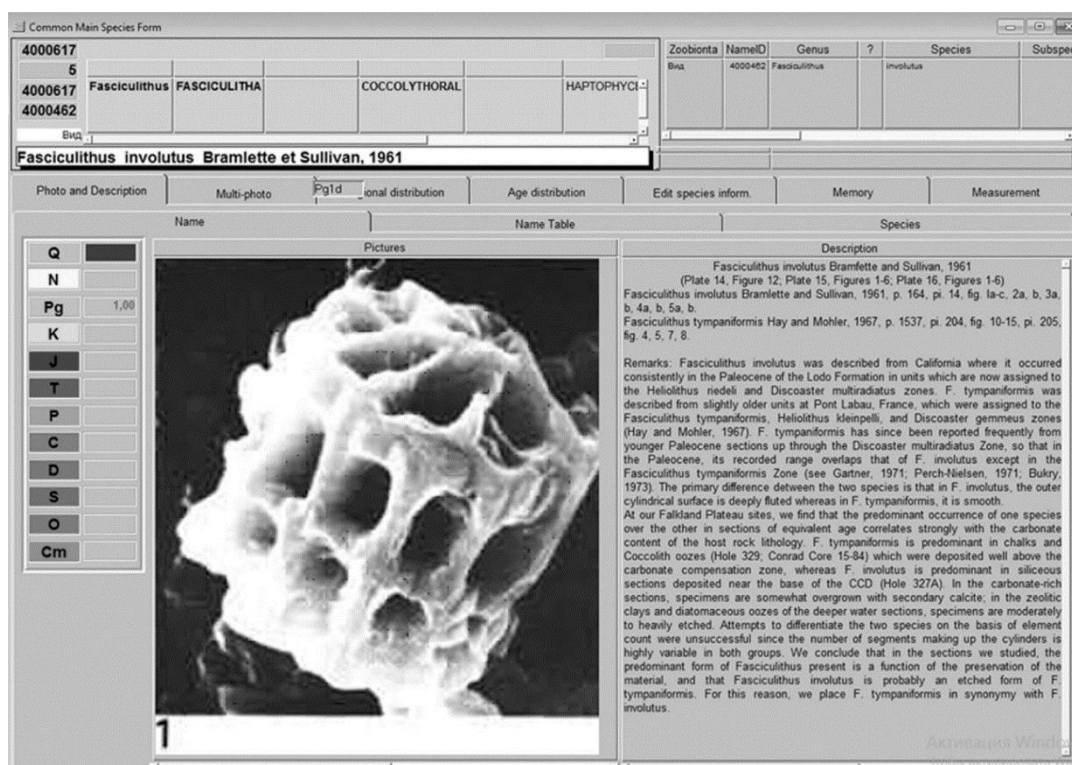 Common Main Species Form
4000617
5
4000617
4000462
Вид
Fasciculithus FASCICULITHA COCCOLYTHORAL HAPTOPHYCI
Fasciculithus involutus Bramlette et Sullivan, 1961
Zoobionta NameID Genus ? Species Subspe
Вид 4000462 Fasciculithus involutus
Photo and Description Multi-photo Pg1d onal distribution Age distribution Edit species inform. Memory Measurement
Name Name Table Species
Q
N
Pg 1,00
K
J
T
P
C
D
S
O
Cm
Pictures
1
Description
Fasciculithus involutus Bramfette and Sullivan, 1961
(Plate 14, Figure 12; Plate 15, Figures 1-6; Plate 16, Figures 1-6)
Fasciculithus involutus Bramlette and Sullivan, 1961, p. 164, pi. 14, fig. Ia-c, 2a, b, 3a,
b, 4a, b, 5a, b.
Fasciculithus tympaniformis Hay and Mohler, 1967, p. 1537, pi. 204, fig. 10-15, pi. 205,
fig. 4, 5, 7, 8.
Remarks: Fasciculithus involutus was described from California where it occurred
consistently in the Paleocene of the Lodo Formation in units which are now assigned to
the Heliolithus riedeli and Discoaster multiradiatus zones. F. tympaniformis was
described from slightly older units at Pont Labau, France, which were assigned to the
Fasciculithus tympaniformis, Heliolithus kleinpelli, and Discoaster gemmeus zones
(Hay and Mohler, 1967). F. tympaniformis has since been reported frequently from
younger Paleocene sections up through the Discoaster multiradiatus Zone, so that in
the Paleocene, its recorded range overlaps that of F. involutus except in the
Fasciculithus tympaniformis Zone (see Gartner, 1971; Perch-Nielsen, 1971; Bukry,
1973). The primary difference detween the two species is that in F. involutus, the outer
cylindrical surface is deeply fluted whereas in F. tympaniformis, it is smooth.
At our Falkland Plateau sites, we find that the predominant occurrence of one species
over the other in sections of equivalent age correlates strongly with the carbonate
content of the host rock lithology. F. tympaniformis is predominant in chalks and
Coccolith oozes (Hole 329; Conrad Core 15-84) which were deposited well above the
carbonate compensation zone, whereas F. involutus is predominant in siliceous
sections deposited near the base of the CCD (Hole 327A). In the carbonate-rich
sections, specimens are somewhat overgrown with secondary calcite; in the zeolitic
clays and diatomaceous oozes of the deeper water sections, specimens are moderately
to heavily etched. Attempts to differentiate the two species on the basis of element
count were unsuccessful since the number of segments making up the cylinders is
highly variable in both groups. We conclude that in the sections we studied, the
predominant form of Fasciculithus present is a function of the preservation of the
material, and that Fasciculithus involutus is probably an etched form of F.
tympaniformis. For this reason, we place F. tympaniformis in synonymy with F.
involutus.
Активация Window